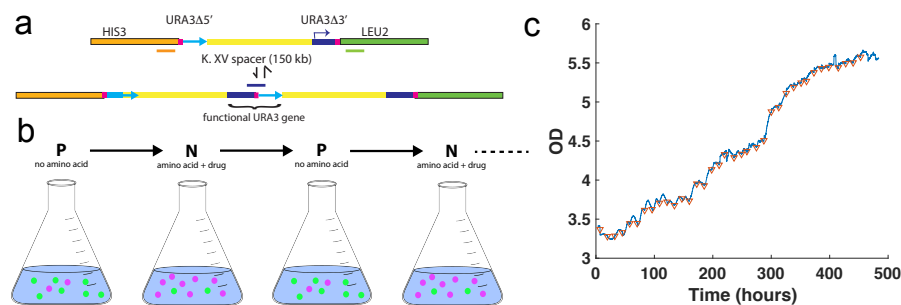 a
HIS3
URA3Δ5′
URA3Δ3′
LEU2
K. XV spacer (150 kb)
functional URA3 gene
b
P
no amino acid
N
amino acid + drug
P
no amino acid
N
amino acid + drug
c
OD
6
5.5
5
4.5
4
3.5
3
0
100
200
300
400
500
Time (hours)